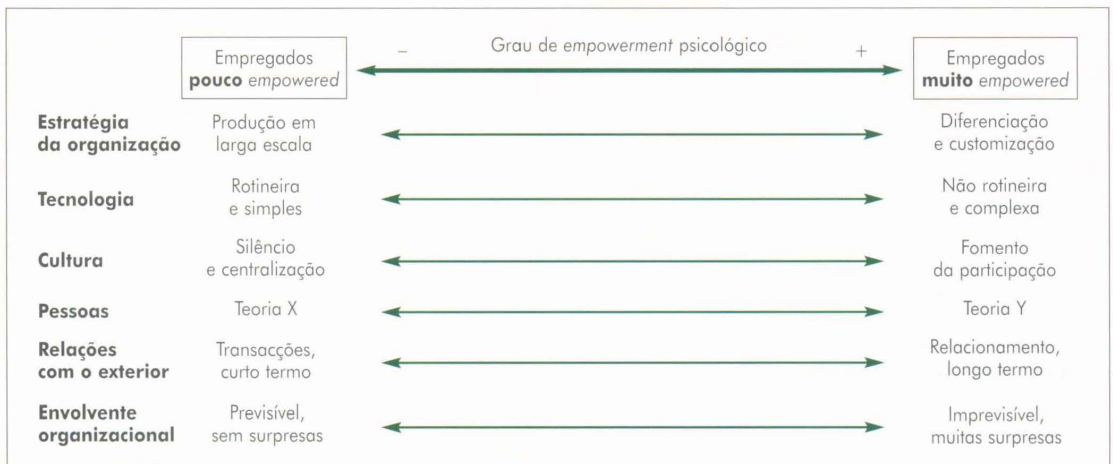 − Grau de empowerment psicológico +
Empregados
pouco empowered
Empregados
muito empowered
Estratégia
da organização
Produção em
larga escala
Diferenciação
e customização
Tecnologia
Rotineira
e simples
Não rotineira
e complexa
Cultura
Silêncio
e centralização
Fomento
da participação
Pessoas
Teoria X
Teoria Y
Relações
com o exterior
Transacções,
curto termo
Relacionamento,
longo termo
Envolvente
organizacional
Previsível,
sem surpresas
Imprevisível,
muitas surpresas